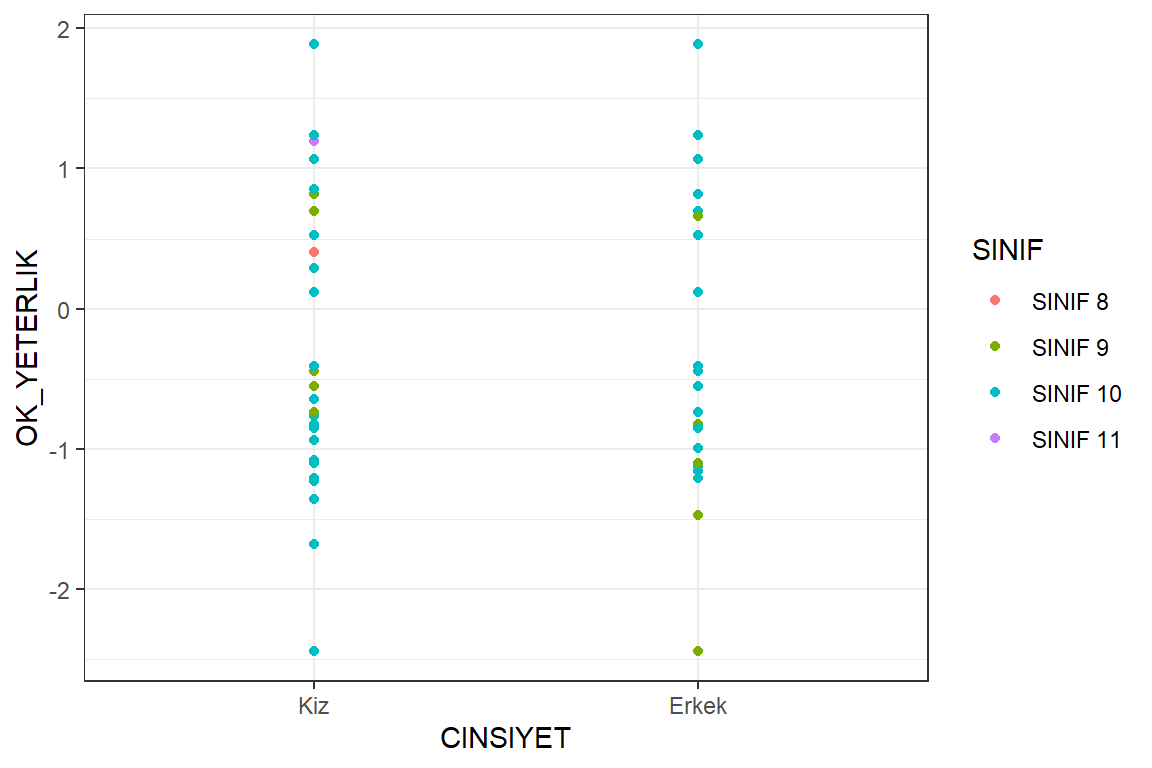 2
1
0
-1
-2
OK_YETERLIK
Kiz
Erkek
CINSIYET
SINIF
SINIF 8
SINIF 9
SINIF 10
SINIF 11